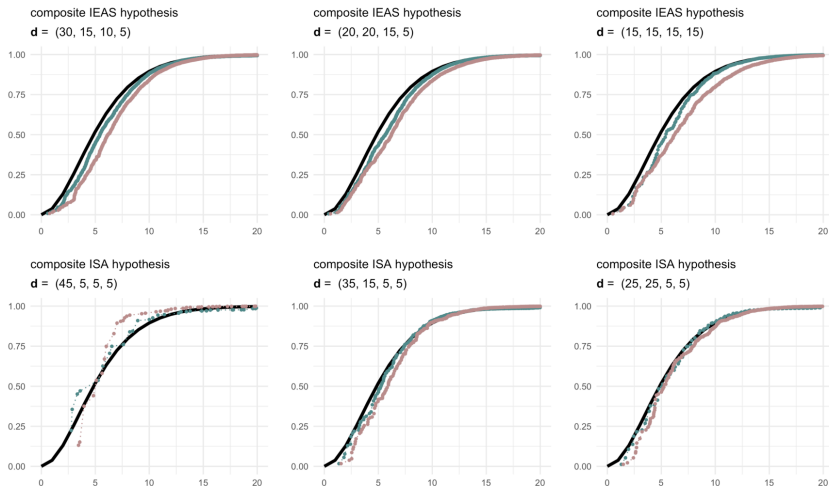 composite IEAS hypothesis
d = (30, 15, 10, 5)
1.00
0.75
0.50
0.25
0.00
0 5 10 15 20
composite IEAS hypothesis
d = (20, 20, 15, 5)
1.00
0.75
0.50
0.25
0.00
0 5 10 15 20
composite IEAS hypothesis
d = (15, 15, 15, 15)
1.00
0.75
0.50
0.25
0.00
0 5 10 15 20
composite ISA hypothesis
d = (45, 5, 5, 5)
1.00
0.75
0.50
0.25
0.00
0 5 10 15 20
composite ISA hypothesis
d = (35, 15, 5, 5)
1.00
0.75
0.50
0.25
0.00
0 5 10 15 20
composite ISA hypothesis
d = (25, 25, 5, 5)
1.00
0.75
0.50
0.25
0.00
0 5 10 15 20